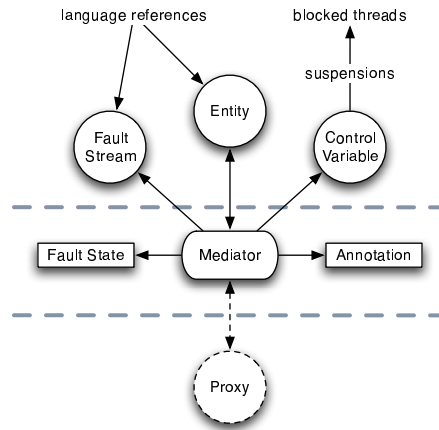 language references
blocked threads
suspensions
Entity
Fault
Stream
Control
Variable
Fault State
Mediator
Annotation
Proxy